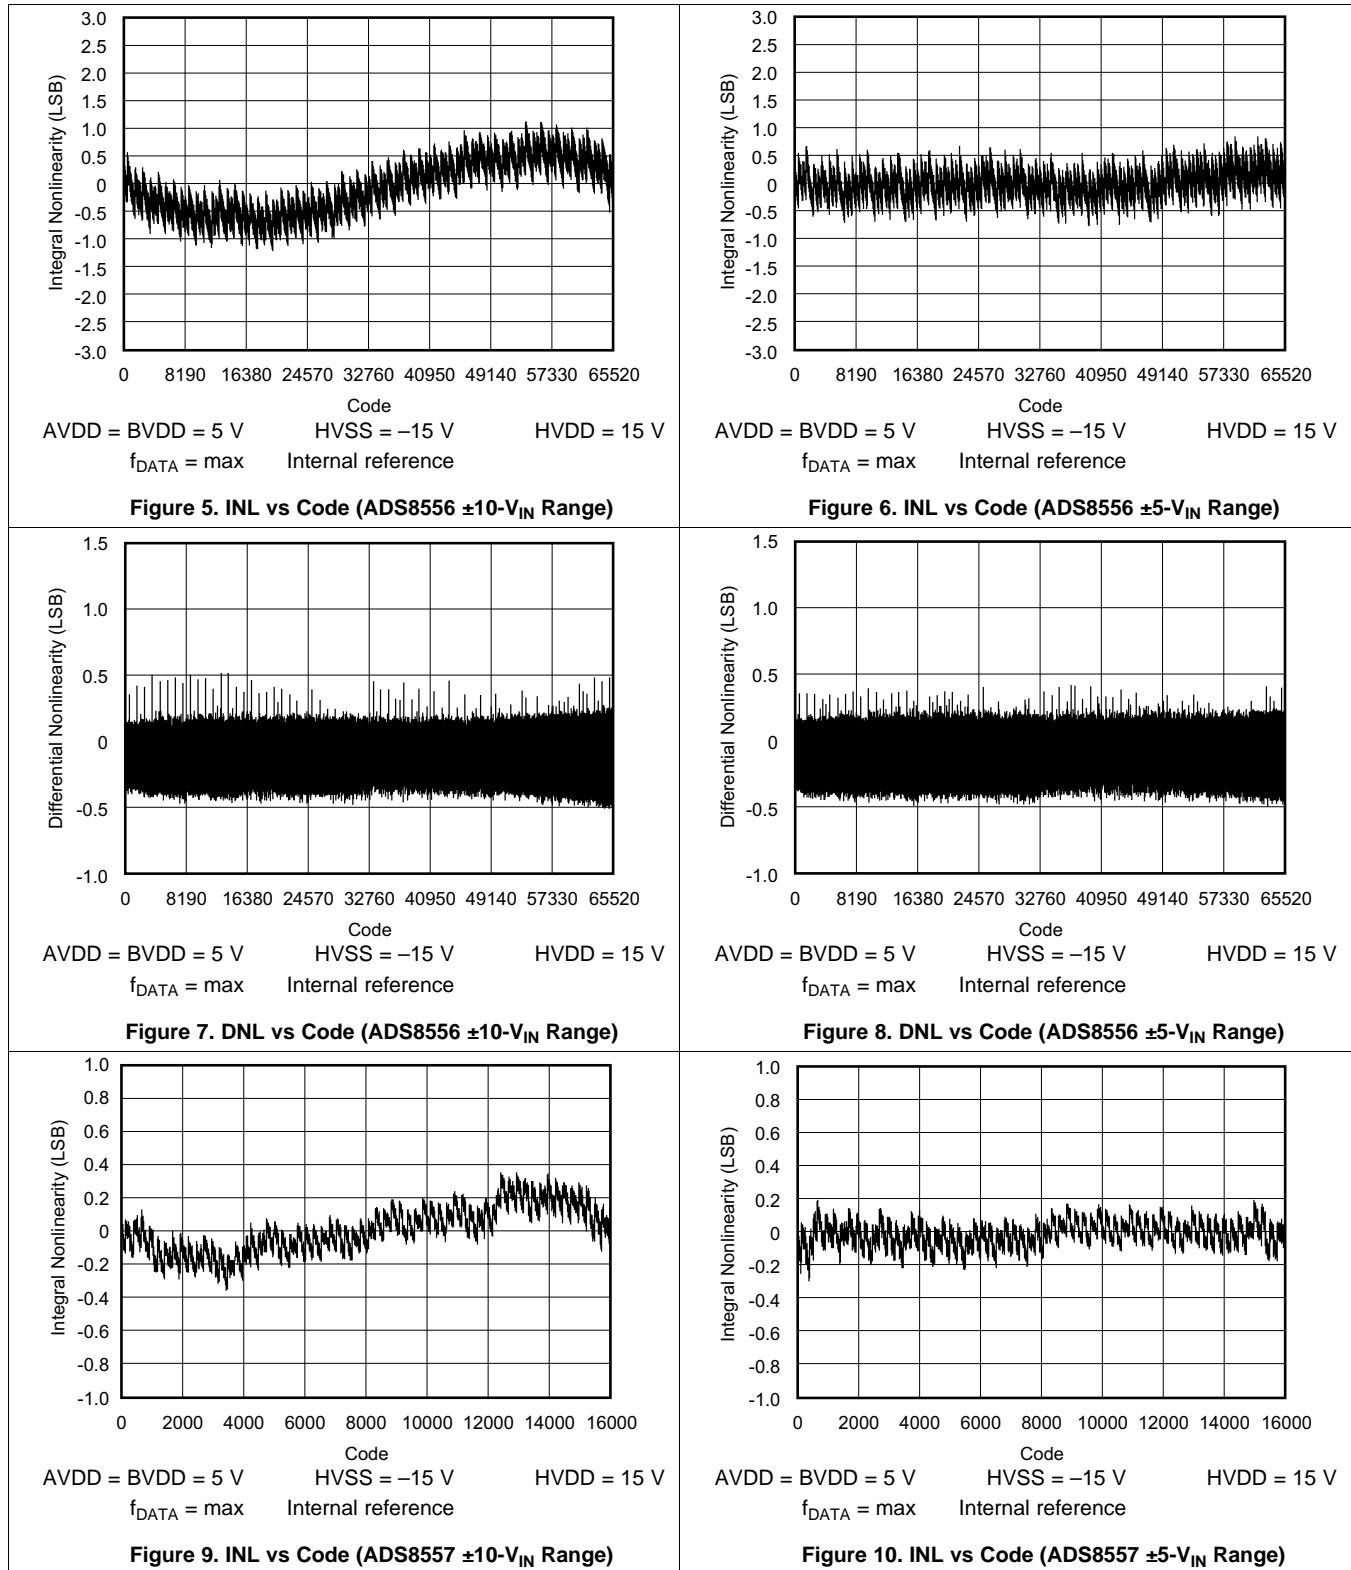 3.0
2.5
2.0
1.5
1.0
0.5
0
-0.5
-1.0
-1.5
-2.0
-2.5
-3.0
Integral Nonlinearity (LSB)
0 8190 16380 24570 32760 40950 49140 57330 65520
Code
AVDD = BVDD = 5 V HVSS = –15 V HVDD = 15 V
fDATA = max Internal reference
Figure 5. INL vs Code (ADS8556 ±10-VIN Range)
3.0
2.5
2.0
1.5
1.0
0.5
0
-0.5
-1.0
-1.5
-2.0
-2.5
-3.0
Integral Nonlinearity (LSB)
0 8190 16380 24570 32760 40950 49140 57330 65520
Code
AVDD = BVDD = 5 V HVSS = –15 V HVDD = 15 V
fDATA = max Internal reference
Figure 6. INL vs Code (ADS8556 ±5-VIN Range)
1.5
1.0
0.5
0
-0.5
-1.0
Differential Nonlinearity (LSB)
0 8190 16380 24570 32760 40950 49140 57330 65520
Code
AVDD = BVDD = 5 V HVSS = –15 V HVDD = 15 V
fDATA = max Internal reference
Figure 7. DNL vs Code (ADS8556 ±10-VIN Range)
1.5
1.0
0.5
0
-0.5
-1.0
Differential Nonlinearity (LSB)
0 8190 16380 24570 32760 40950 49140 57330 65520
Code
AVDD = BVDD = 5 V HVSS = –15 V HVDD = 15 V
fDATA = max Internal reference
Figure 8. DNL vs Code (ADS8556 ±5-VIN Range)
1.0
0.8
0.6
0.4
0.2
0
-0.2
-0.4
-0.6
-0.8
-1.0
Integral Nonlinearity (LSB)
0 2000 4000 6000 8000 10000 12000 14000 16000
Code
AVDD = BVDD = 5 V HVSS = –15 V HVDD = 15 V
fDATA = max Internal reference
Figure 9. INL vs Code (ADS8557 ±10-VIN Range)
1.0
0.8
0.6
0.4
0.2
0
-0.2
-0.4
-0.6
-0.8
-1.0
Integral Nonlinearity (LSB)
0 2000 4000 6000 8000 10000 12000 14000 16000
Code
AVDD = BVDD = 5 V HVSS = –15 V HVDD = 15 V
fDATA = max Internal reference
Figure 10. INL vs Code (ADS8557 ±5-VIN Range)